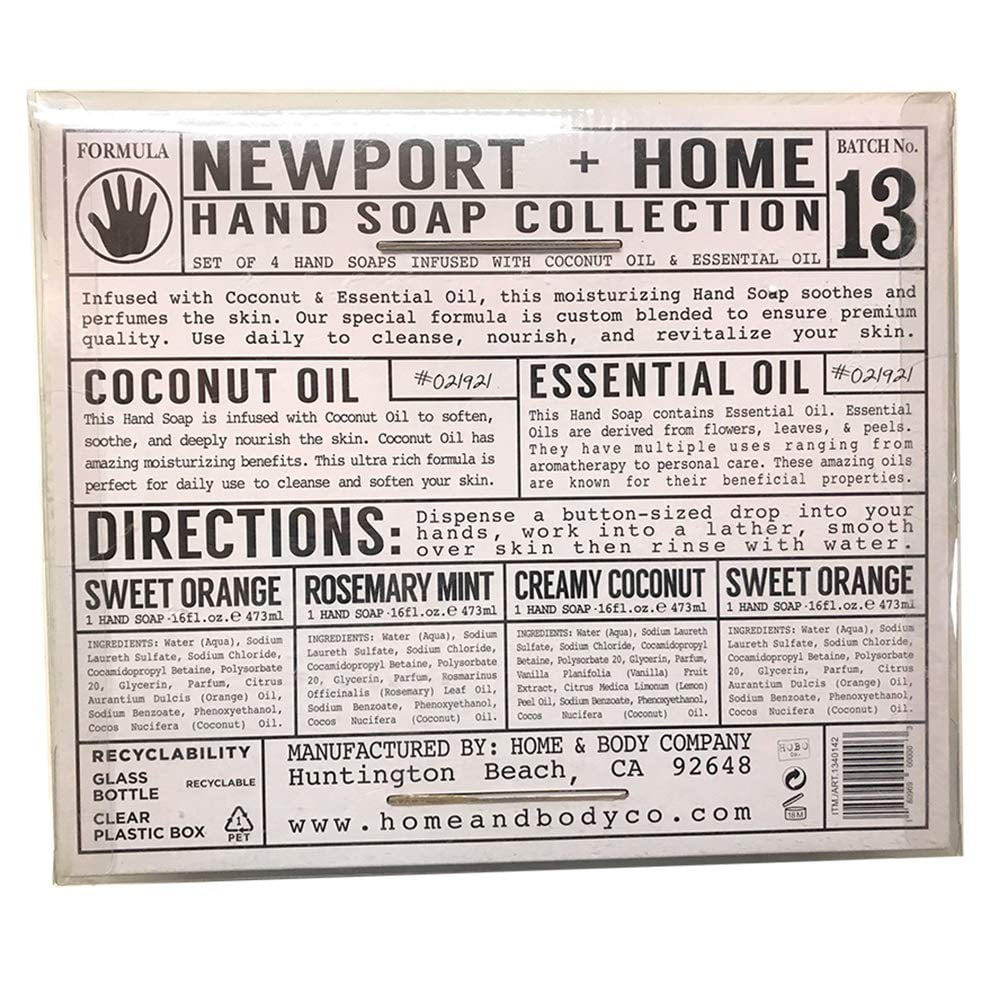 FORMULA
NEWPORT + HOME
HAND SOAP COLLECTION
SET OF 4 HAND SOAPS INFUSED WITH COCONUT OIL & ESSENTIAL OIL
BATCH No.
13
Infused with Coconut & Essential Oil, this moisturizing Hand Soap soothes and
perfumes the skin. Our special formula is custom blended to ensure premium
quality. Use daily to cleanse, nourish, and revitalize your skin.
COCONUT OIL
#021921
This Hand Soap is infused with Coconut Oil to soften,
soothe, and deeply nourish the skin. Coconut Oil has
amazing moisturizing benefits. This ultra rich formula is
perfect for daily use to cleanse and soften your skin.
ESSENTIAL OIL
#021921
This Hand Soap contains Essential Oil. Essential
Oils are derived from flowers, leaves, & peels.
They have multiple uses ranging from
aromatherapy to personal care. These amazing oils
are known for their beneficial properties.
DIRECTIONS:
Dispense a button-sized drop into your
hands, work into a lather, smooth
over skin then rinse with water.
SWEET ORANGE
1 HAND SOAP·16fl.oz.℮ 473ml
INGREDIENTS: Water (Aqua), Sodium
Laureth Sulfate, Sodium Chloride,
Cocamidopropyl Betaine, Polysorbate
20, Glycerin, Parfum, Citrus
Aurantium Dulcis (Orange) Oil,
Sodium Benzoate, Phenoxyethanol,
Cocos Nucifera (Coconut) Oil.
ROSEMARY MINT
1 HAND SOAP·16fl.oz.℮ 473ml
INGREDIENTS: Water (Aqua), Sodium
Laureth Sulfate, Sodium Chloride,
Cocamidopropyl Betaine, Polysorbate
20, Glycerin, Parfum, Rosmarinus
Officinalis (Rosemary) Leaf Oil,
Sodium Benzoate, Phenoxyethanol,
Cocos Nucifera (Coconut) Oil.
CREAMY COCONUT
1 HAND SOAP·16fl.oz.℮ 473ml
INGREDIENTS: Water (Aqua), Sodium Laureth
Sulfate, Sodium Chloride, Cocamidopropyl
Betaine, Polysorbate 20, Glycerin, Parfum,
Vanilla Planifolia (Vanilla) Fruit
Extract, Citrus Medica Limonum (Lemon)
Peel Oil, Sodium Benzoate, Phenoxyethanol,
Cocos Nucifera (Coconut) Oil.
SWEET ORANGE
1 HAND SOAP·16fl.oz.℮ 473ml
INGREDIENTS: Water (Aqua), Sodium
Laureth Sulfate, Sodium Chloride,
Cocamidopropyl Betaine, Polysorbate
20, Glycerin, Parfum, Citrus
Aurantium Dulcis (Orange) Oil,
Sodium Benzoate, Phenoxyethanol,
Cocos Nucifera (Coconut) Oil.
RECYCLABILITY
GLASS
BOTTLE
RECYCLABLE
CLEAR
PLASTIC BOX
1
PET
MANUFACTURED BY: HOME & BODY COMPANY
Huntington Beach, CA 92648
www.homeandbodyco.com
HOBO
Co.
18M
ITM./ART.1340142